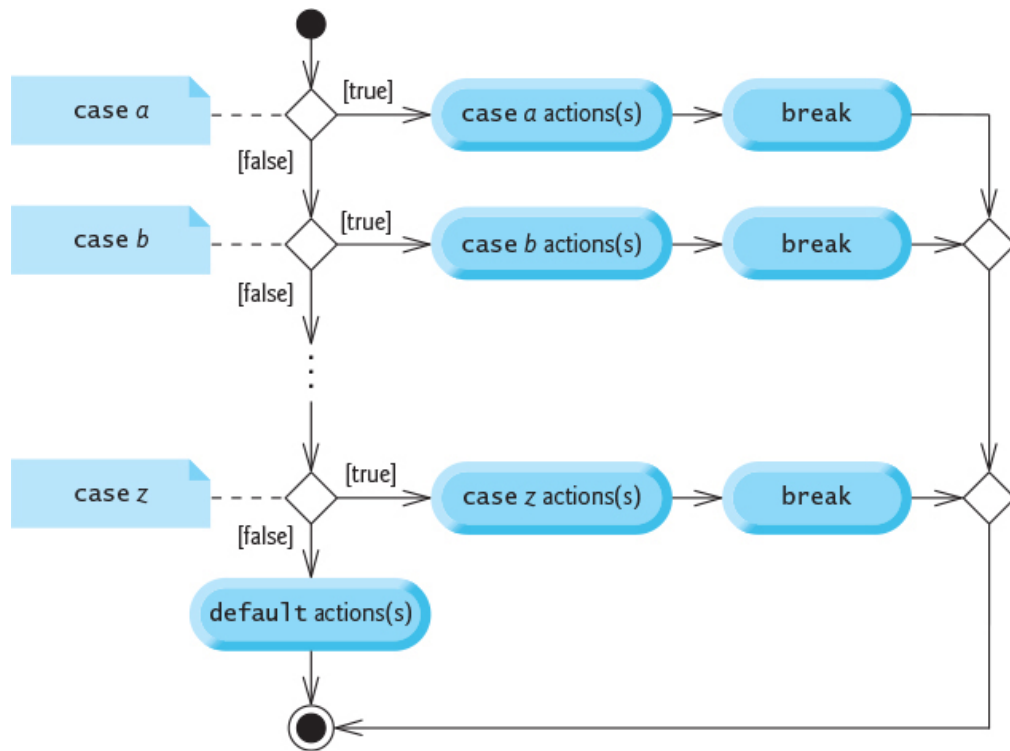 [true]
case a
case a actions(s)
break
[false]
[true]
case b
case b actions(s)
break
[false]
[true]
case z
case z actions(s)
break
[false]
default actions(s)